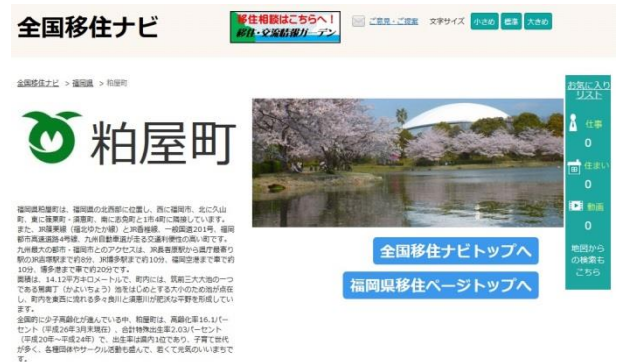 全国移住ナビ
移住相談はこちらへ！
移住・交流情報ガーデン
ご意見・ご提案
文字サイズ
小さめ
標準
大きめ
全国移住ナビ > 福岡県 > 粕屋町
粕屋町
福岡県粕屋町は、福岡県の北西部に位置し、西に福岡市、北に久山
町、東に篠栗町・須恵町、南に志免町と1市4町に隣接しています。
また、JR篠栗線（福北ゆたか線）とJR香椎線、一般国道201号、福岡
都市高速道路4号線、九州自動車道が走る交通利便性の高い町です。
九州最大の都市・福岡市とのアクセスは、JR長者原駅から県庁最寄り
駅のJR吉塚駅まで約8分、JR博多駅まで約10分、福岡空港まで車で約
10分、博多港まで車で約20分です。
面積は、14.12平方キロメートルで、町内には、筑前三大大池の一つ
である駕輿丁（かよいちょう）池をはじめとする大小のため池が点在
し、町内を東西に流れる多々良川と須恵川が肥沃な平野を形成してい
ます。
全国的に少子高齢化が進んでいる中、粕屋町は、高齢化率16.1パー
セント（平成26年3月末現在）、合計特殊出生率2.03パーセント
（平成20年～平成24年）で、出生率は県内1位であり、子育て世代
が多く、各種団体やサークル活動も盛んで、若くて元気のいいまちで
す。
全国移住ナビトップへ
福岡県移住ページトップへ
お気に入り
リスト
仕事
0
住まい
0
動画
0
地図から
の検索も
こちら